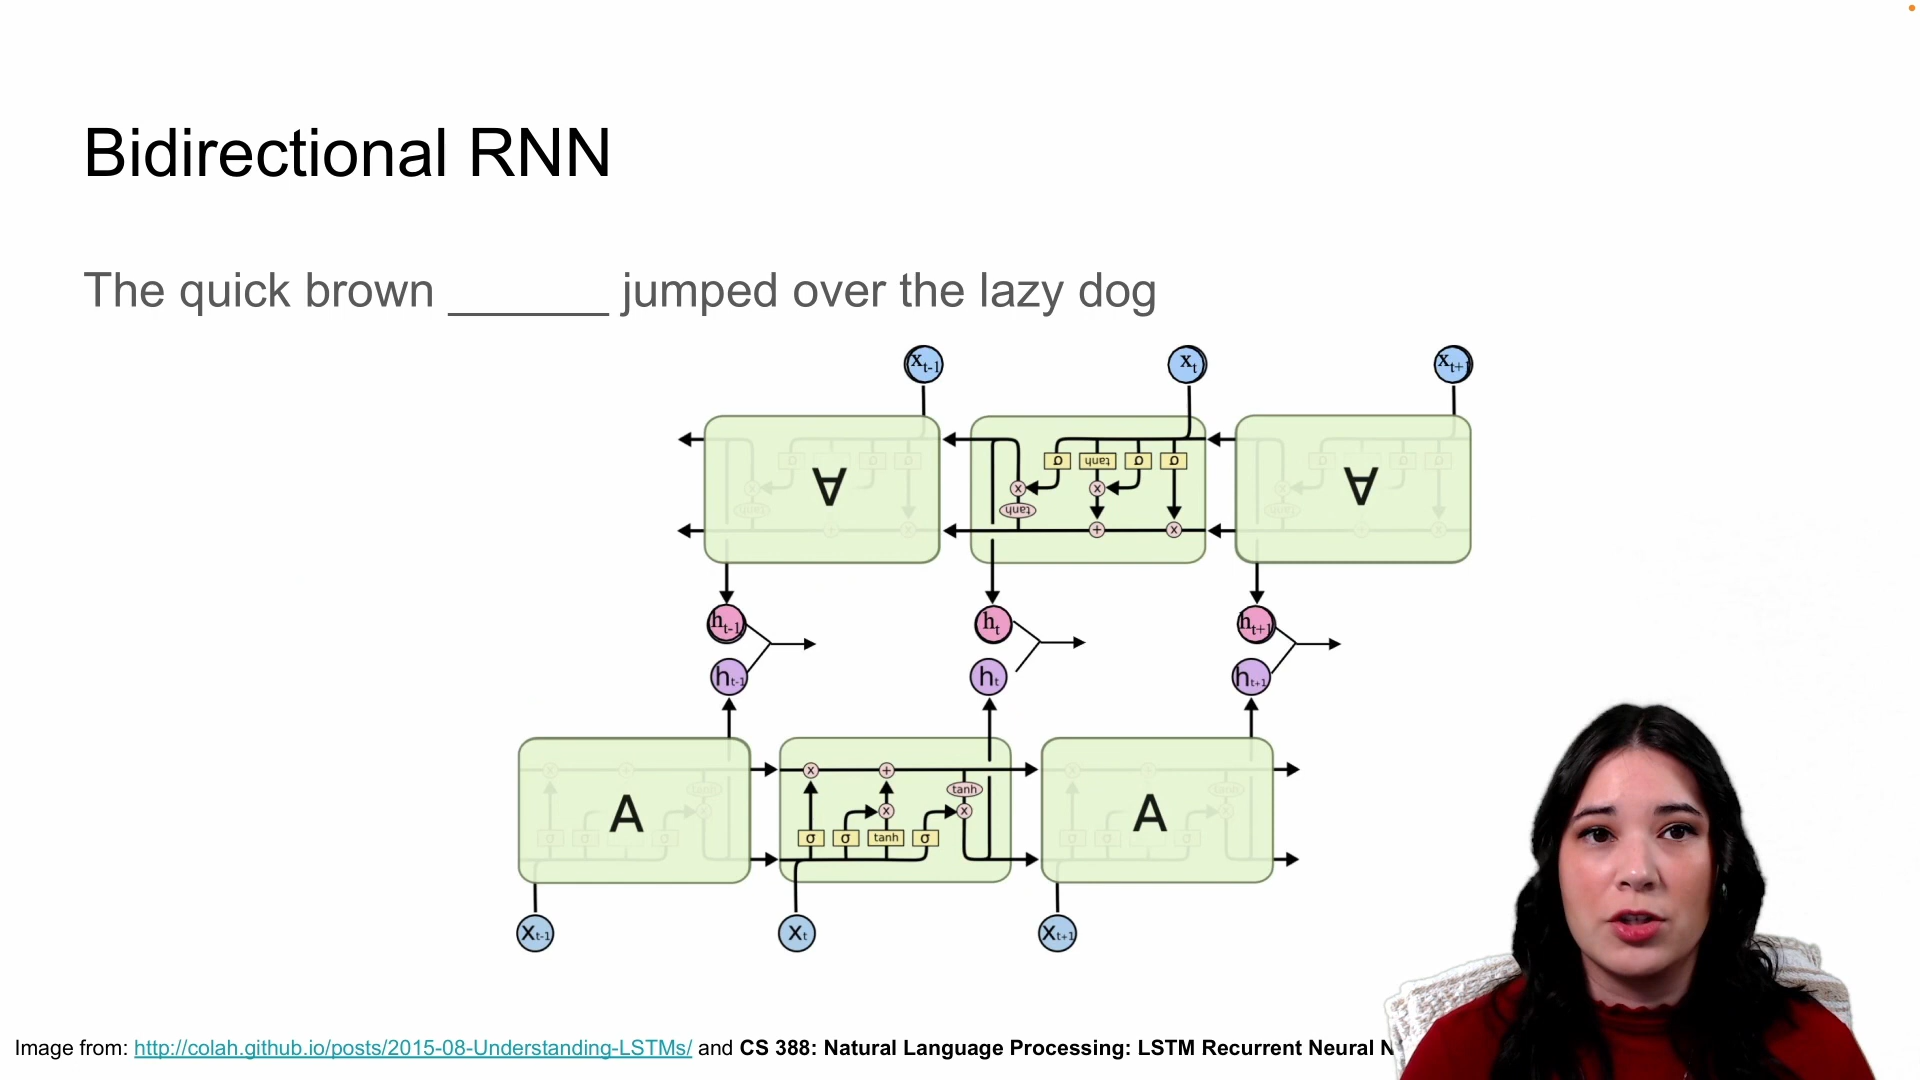 Bidirectional RNN
The quick brown _______ jumped over the lazy dog
xt-1 xt xt+1
A σ tanh σ σ A
x x
tanh + x
ht-1 ht ht+1
ht-1 ht ht+1
x + tanh
A x x A
σ σ tanh σ
xt-1 xt xt+1
Image from: http://colah.github.io/posts/2015-08-Understanding-LSTMs/ and CS 388: Natural Language Processing: LSTM Recurrent Neural